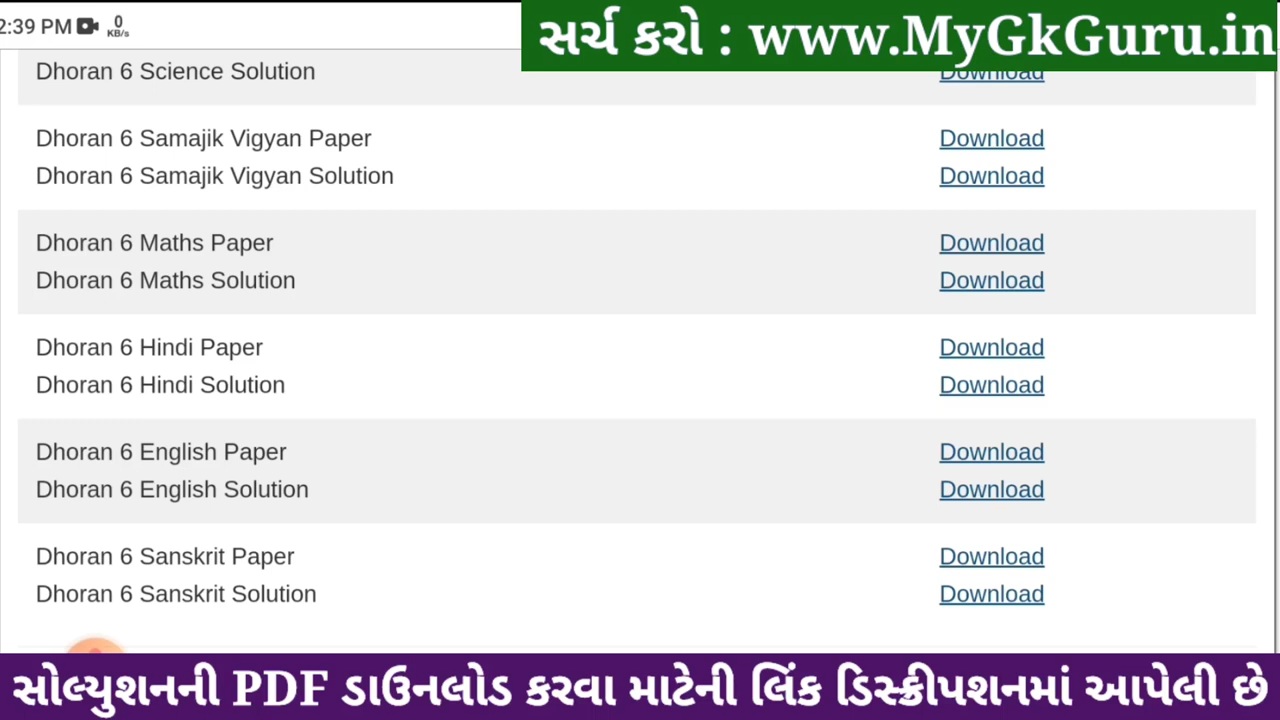 2:39 PM 0 KB/s
સર્ચ કરો : www.MyGkGuru.in
Dhoran 6 Science Solution Download
Dhoran 6 Samajik Vigyan Paper Download
Dhoran 6 Samajik Vigyan Solution Download
Dhoran 6 Maths Paper Download
Dhoran 6 Maths Solution Download
Dhoran 6 Hindi Paper Download
Dhoran 6 Hindi Solution Download
Dhoran 6 English Paper Download
Dhoran 6 English Solution Download
Dhoran 6 Sanskrit Paper Download
Dhoran 6 Sanskrit Solution Download
સોલ્યુશનની PDF ડાઉનલોડ કરવા માટેની લિંક ડિસ્ક્રીપશનમાં આપેલી છે